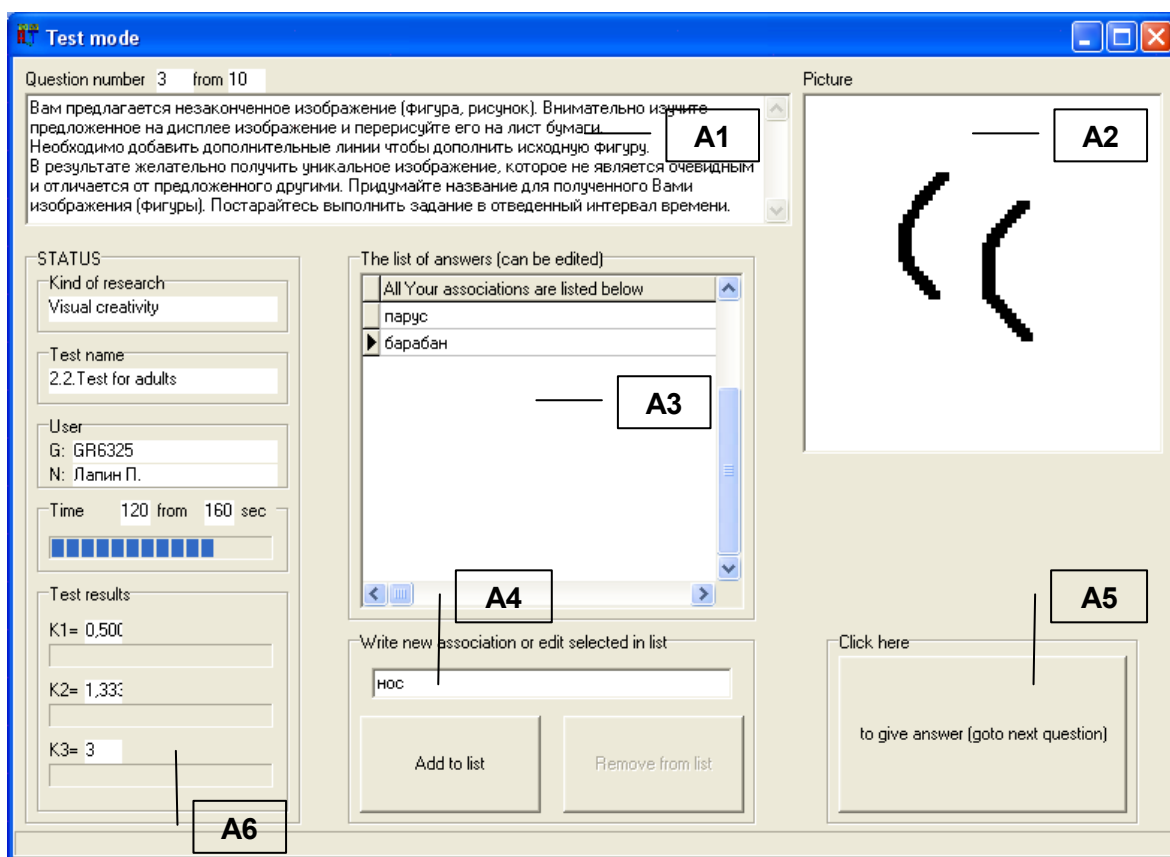 Test mode
Question number 3 from 10
Вам предлагается незаконченное изображение (фигура, рисунок). Внимательно изучите
предложенное на дисплее изображение и перерисуйте его на лист бумаги.
Необходимо добавить дополнительные линии чтобы дополнить исходную фигуру.
В результате желательно получить уникальное изображение, которое не является очевидным
и отличается от предложенного другими. Придумайте название для полученного Вами
изображения (фигуры). Постарайтесь выполнить задание в отведенный интервал времени.
A1
Picture
A2
STATUS
Kind of research
Visual creativity
Test name
2.2.Test for adults
User
G: GR6325
N: Лапин П.
Time 120 from 160 sec
Test results
K1= 0,500
K2= 1,333
K3= 3
A6
The list of answers (can be edited)
All Your associations are listed below
парус
барабан
A3
A4
Write new association or edit selected in list
нос
Add to list
Remove from list
A5
Click here
to give answer (goto next question)